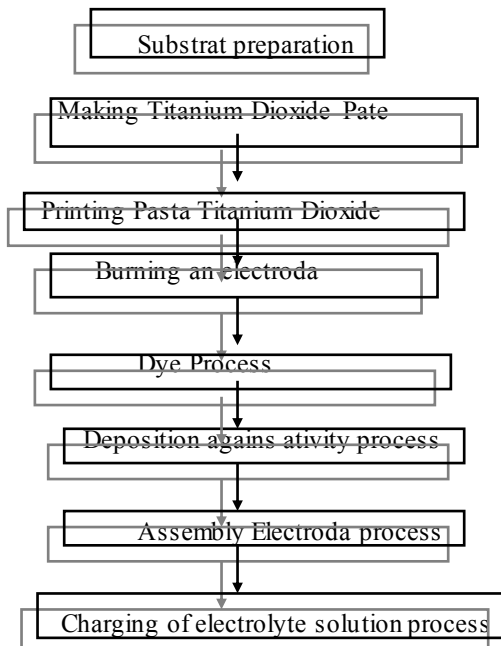 Substrat preparation
Making Titanium Dioxide Pate
Printing Pasta Titanium Dioxide
Burning an electroda
Dye Process
Deposition agains ativity process
Assembly Electroda process
Charging of electrolyte solution process